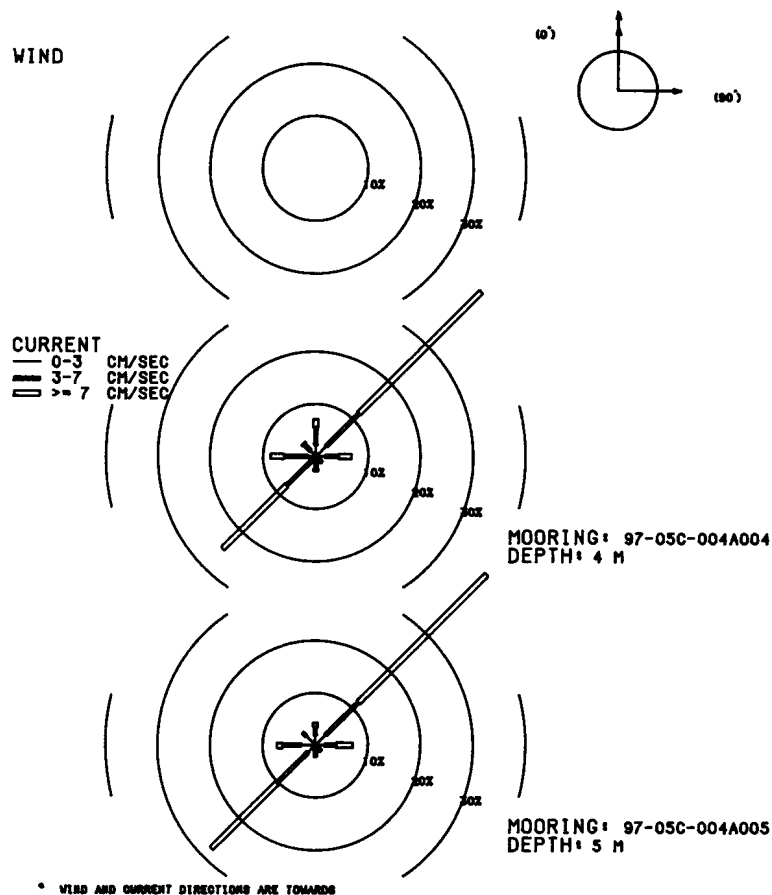 WIND
(0°)
(90°)
10%
20%
30%
CURRENT
0-3 CM/SEC
3-7 CM/SEC
>= 7 CM/SEC
10%
20%
30%
MOORING: 97-05C-004A004
DEPTH: 4 M
10%
20%
30%
MOORING: 97-05C-004A005
DEPTH: 5 M
* WIND AND CURRENT DIRECTIONS ARE TOWARDS